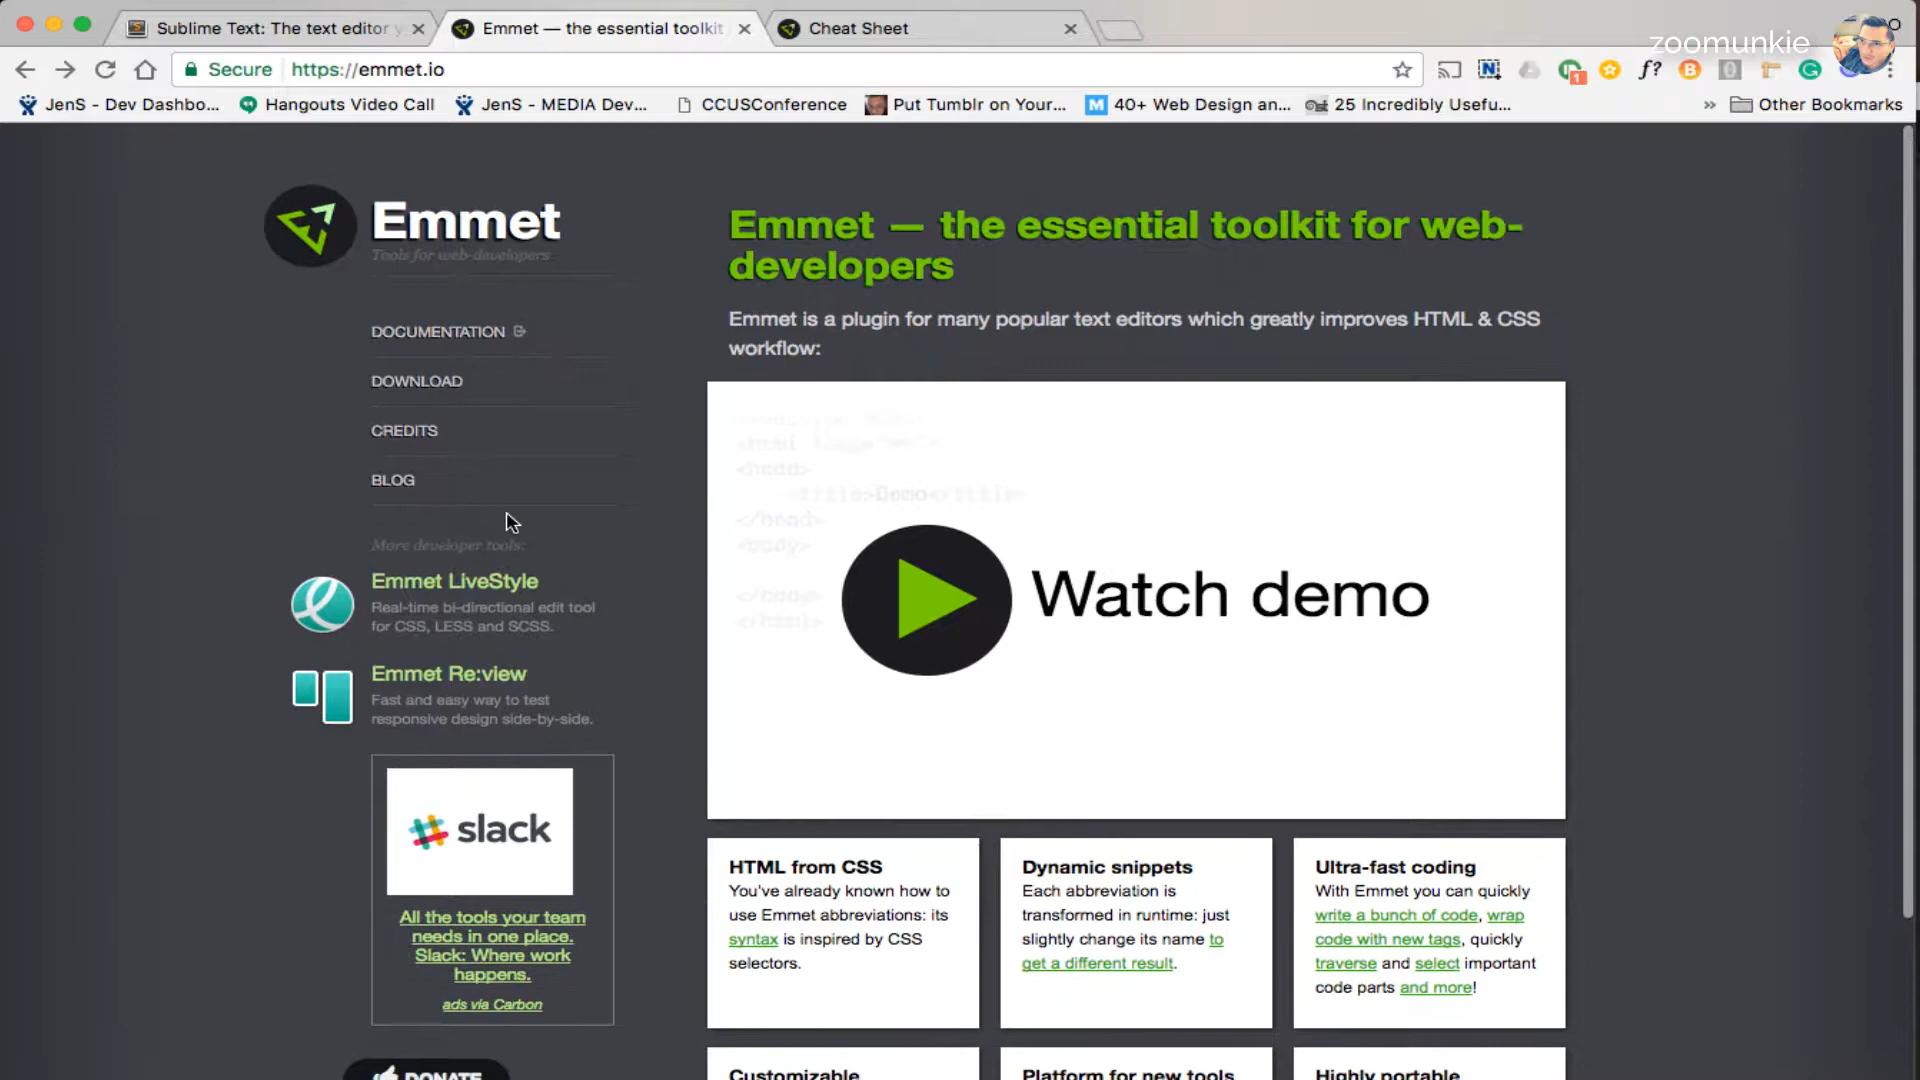 Sublime Text: The text editor y
Emmet — the essential toolkit
Cheat Sheet
zoomunkie
Secure https://emmet.io
JenS - Dev Dashbo...
Hangouts Video Call
JenS - MEDIA Dev...
CCUSConference
Put Tumblr on Your...
40+ Web Design an...
25 Incredibly Usefu...
» Other Bookmarks
Emmet
Tools for web-developers
DOCUMENTATION
DOWNLOAD
CREDITS
BLOG
More developer tools:
Emmet LiveStyle
Real-time bi-directional edit tool
for CSS, LESS and SCSS.
Emmet Re:view
Fast and easy way to test
responsive design side-by-side.
slack
All the tools your team
needs in one place.
Slack: Where work
happens.
ads via Carbon
DONATE
Emmet — the essential toolkit for web-
developers
Emmet is a plugin for many popular text editors which greatly improves HTML & CSS
workflow:
<head>
<title>Demo</title>
</head>
<body>
</body>
</html>
Watch demo
HTML from CSS
You've already known how to
use Emmet abbreviations: its
syntax is inspired by CSS
selectors.
Dynamic snippets
Each abbreviation is
transformed in runtime: just
slightly change its name to
get a different result.
Ultra-fast coding
With Emmet you can quickly
write a bunch of code, wrap
code with new tags, quickly
traverse and select important
code parts and more!
Customizable
Platform for new tools
Highly portable